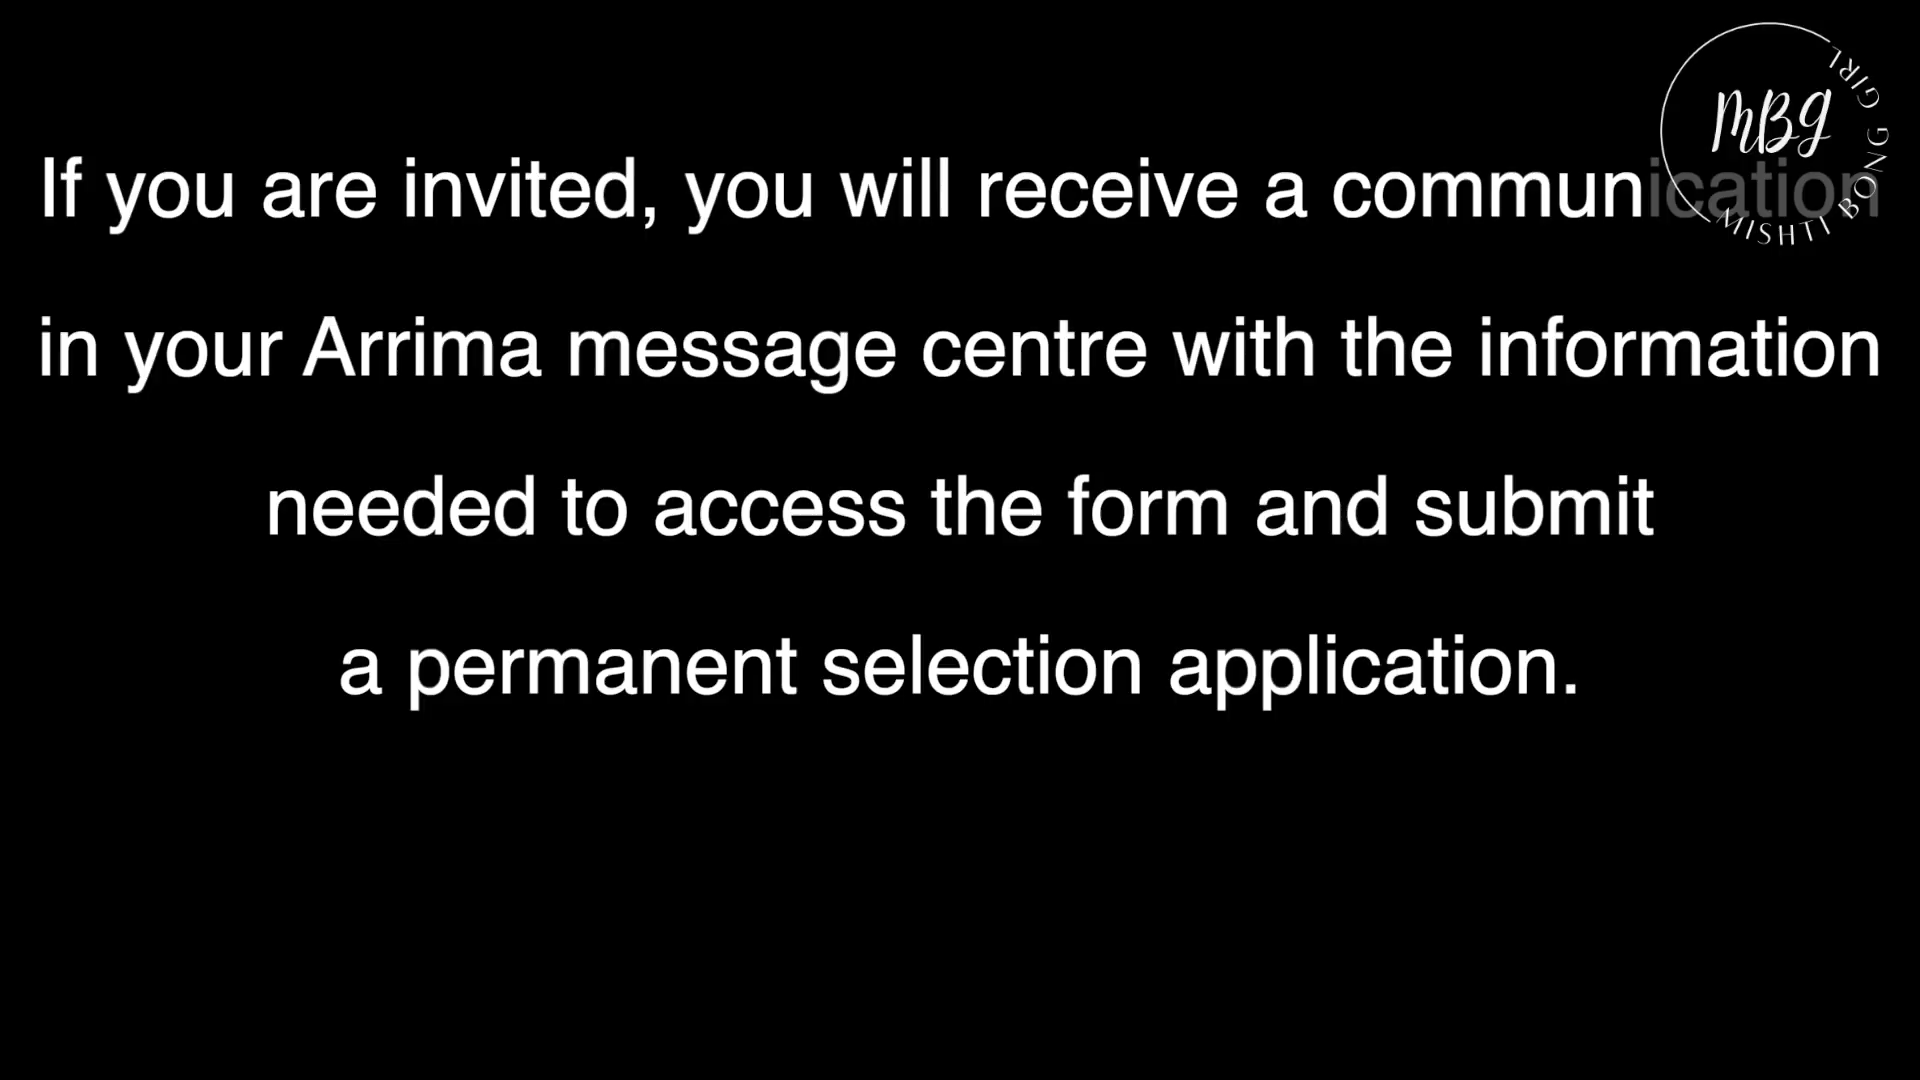 If you are invited, you will receive a communication
in your Arrima message centre with the information
needed to access the form and submit
a permanent selection application.
MBG
MISHTI BONG GIRL